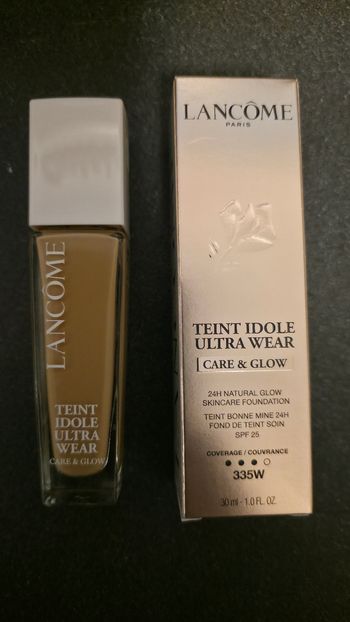 LANCÔME
TEINT
IDOLE
ULTRA
WEAR
CARE & GLOW
LANCÔME
PARIS
TEINT IDOLE
ULTRA WEAR
CARE & GLOW
24H NATURAL GLOW
SKINCARE FOUNDATION
TEINT BONNE MINE 24H
FOND DE TEINT SOIN
SPF 25
COVERAGE / COUVRANCE
335W
30 ml - 1.0 FL. OZ.